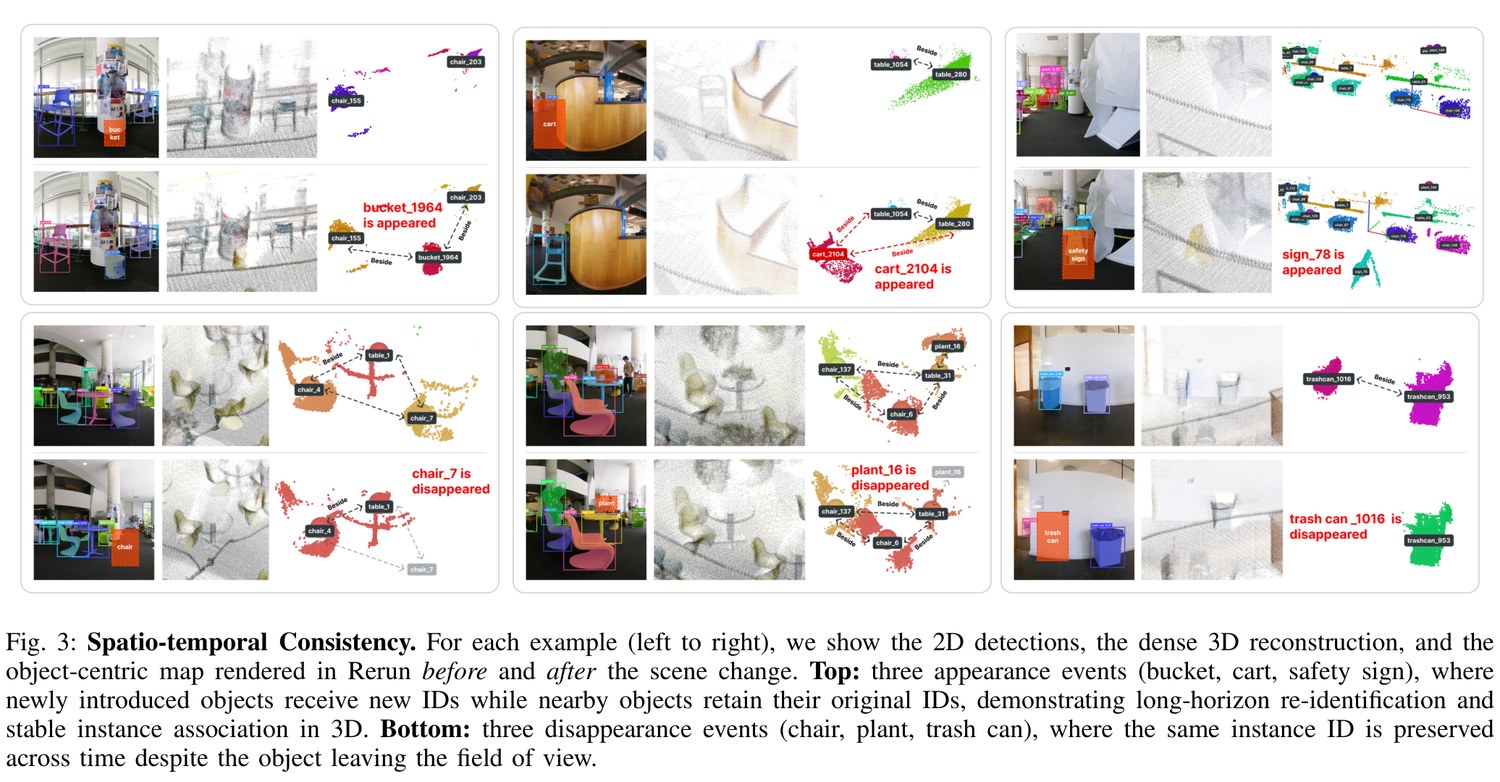 chair_203
chair_155
buc
ket
bucket_1964
is appeared
chair_203
chair_155
Beside
Beside
bucket_1964
cart
Beside
table_1054
table_280
Beside
Beside
table_1054
table_280
Beside
cart_2104
cart_2104 is
appeared
safety
sign
sign_78 is
appeared
Beside
table_1
chair_4
chair_7
chair_7 is
disappeared
Beside
table_1
chair_4
chair_7
chair
plant_16
Beside
chair_137
table_31
Beside
Beside
chair_6
plant_16 is
disappeared
plant_16
plant
Beside
chair_137
table_31
Beside
Beside
chair_6
trashcan_1016
Beside
trashcan_953
trash
can
trash can _1016 is
disappeared
trashcan_953
Fig. 3: Spatio-temporal Consistency. For each example (left to right), we show the 2D detections, the dense 3D reconstruction, and the
object-centric map rendered in Rerun before and after the scene change. Top: three appearance events (bucket, cart, safety sign), where
newly introduced objects receive new IDs while nearby objects retain their original IDs, demonstrating long-horizon re-identification and
stable instance association in 3D. Bottom: three disappearance events (chair, plant, trash can), where the same instance ID is preserved
across time despite the object leaving the field of view.